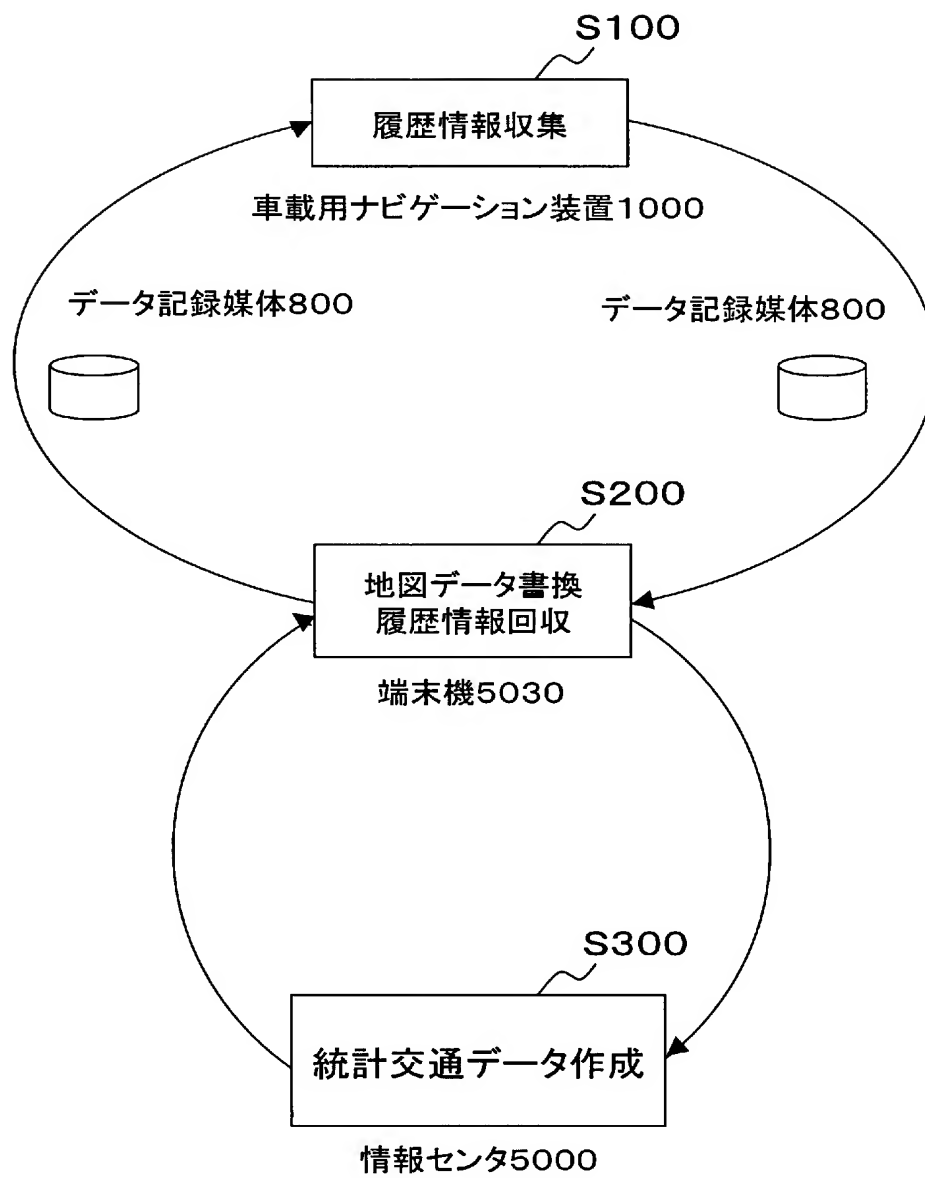 S100
履歴情報収集
車載用ナビゲーション装置1000
データ記録媒体800
データ記録媒体800
S200
地図データ書換
履歴情報回収
端末機5030
S300
統計交通データ作成
情報センタ5000